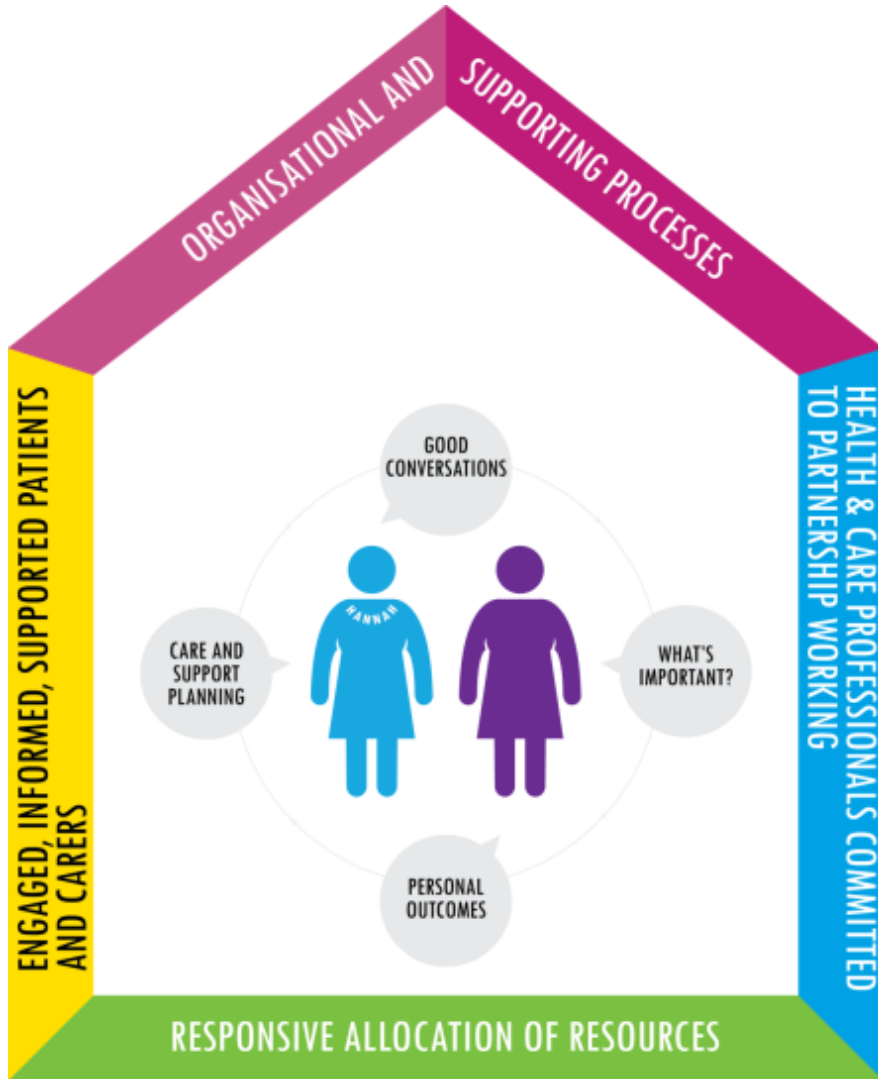 ORGANISATIONAL AND
SUPPORTING PROCESSES
ENGAGED, INFORMED, SUPPORTED PATIENTS
AND CARERS
HEALTH & CARE PROFESSIONALS COMMITTED
TO PARTNERSHIP WORKING
GOOD
CONVERSATIONS
HANNAH
CARE AND
SUPPORT
PLANNING
WHAT'S
IMPORTANT?
PERSONAL
OUTCOMES
RESPONSIVE ALLOCATION OF RESOURCES